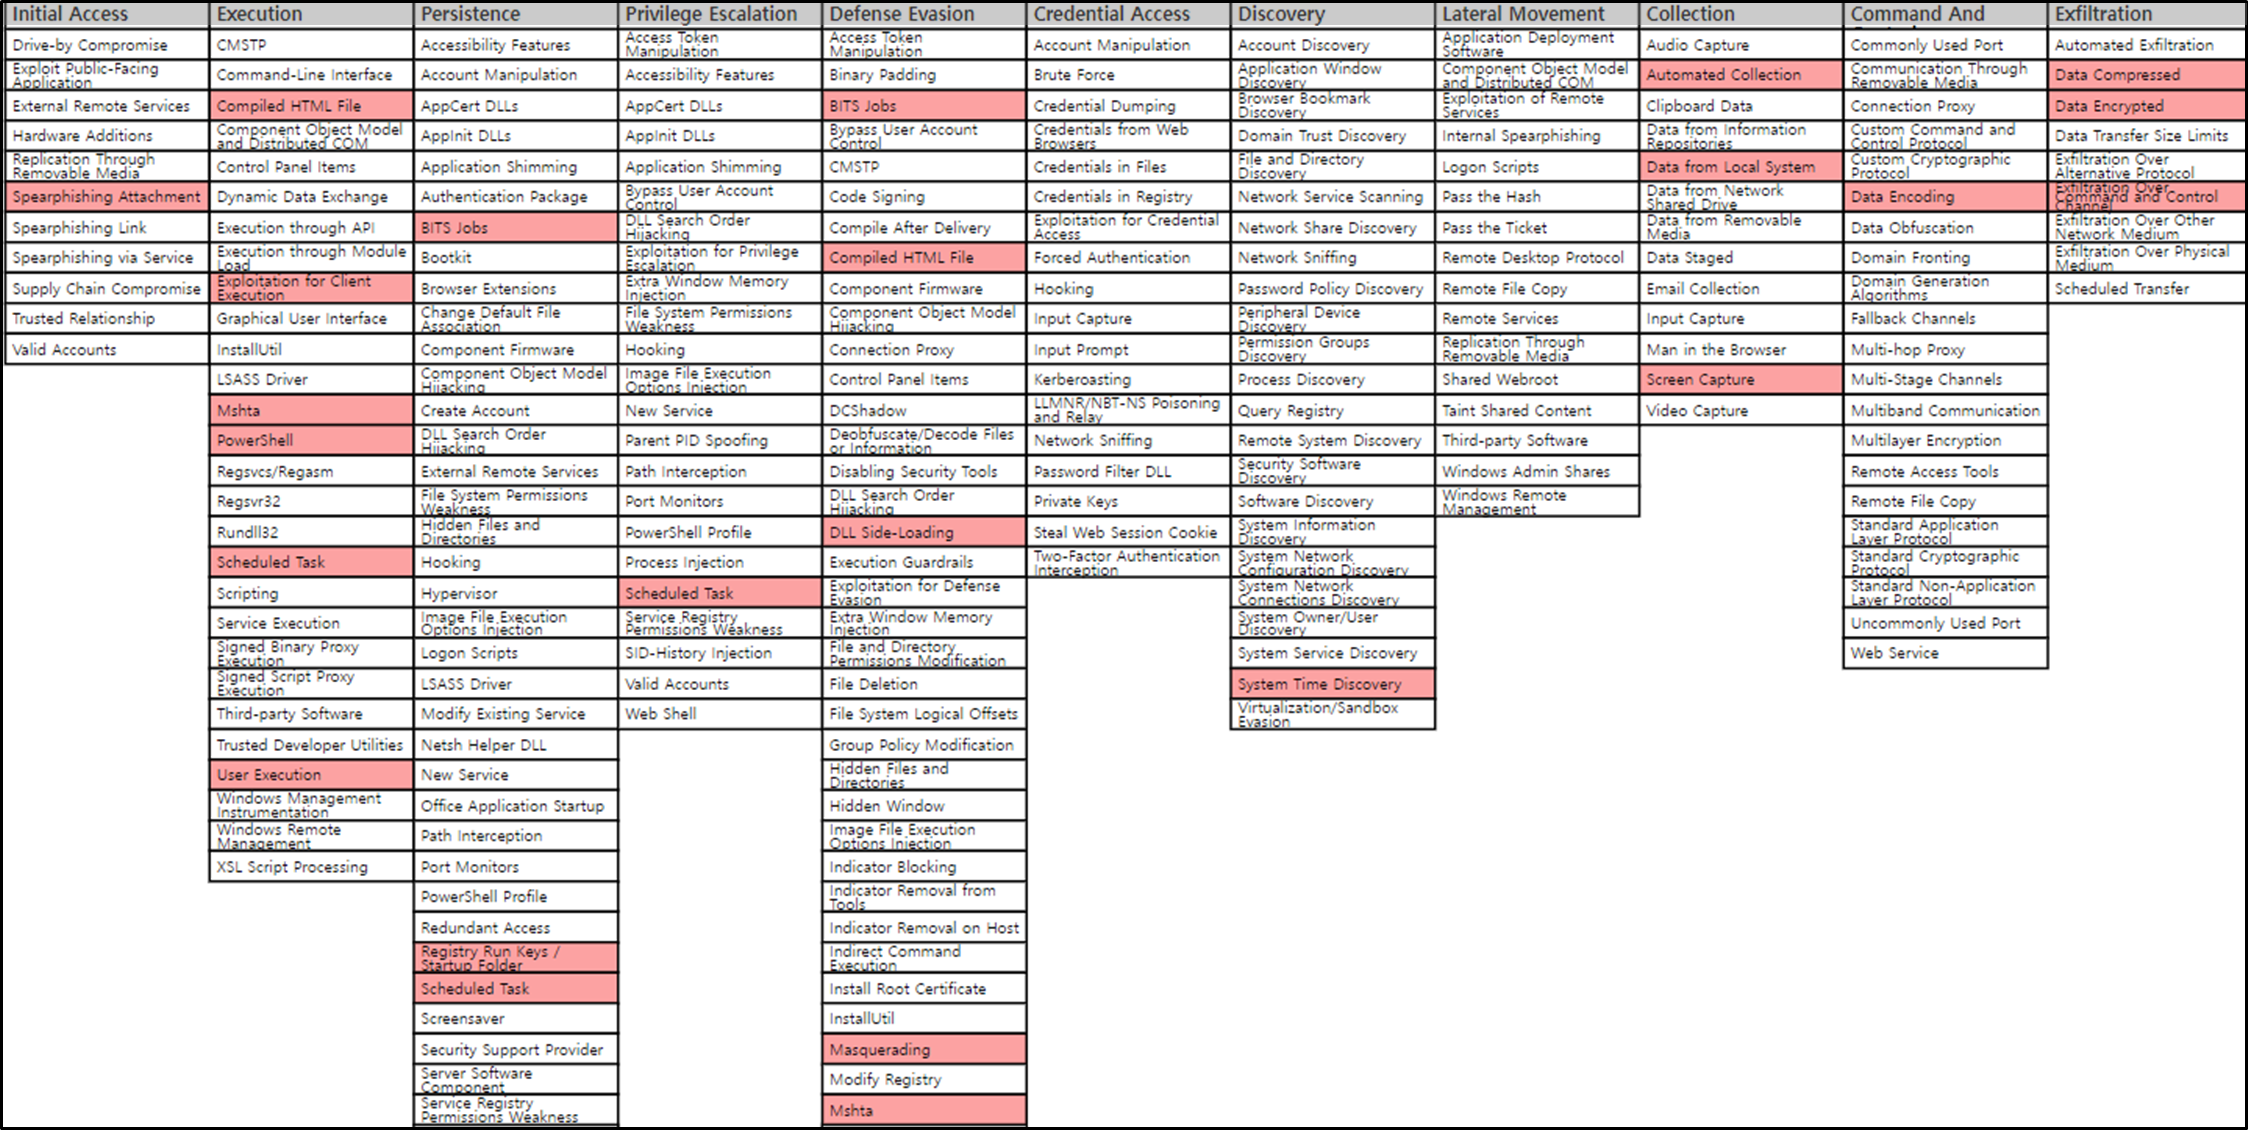 Initial Access
Drive-by Compromise
Exploit Public-Facing
Application
External Remote Services
Hardware Additions
Replication Through
Removable Media
Spearphishing Attachment
Spearphishing Link
Spearphishing via Service
Supply Chain Compromise
Trusted Relationship
Valid Accounts
Execution
CMSTP
Command-Line Interface
Compiled HTML File
Component Object Model
and Distributed COM
Control Panel Items
Dynamic Data Exchange
Execution through API
Execution through Module
Load
Exploitation for Client
Execution
Graphical User Interface
InstallUtil
LSASS Driver
Mshta
PowerShell
Regsvcs/Regasm
Regsvr32
Rundll32
Scheduled Task
Scripting
Service Execution
Signed Binary Proxy
Execution
Signed Script Proxy
Execution
Third-party Software
Trusted Developer Utilities
User Execution
Windows Management
Instrumentation
Windows Remote
Management
XSL Script Processing
Persistence
Accessibility Features
Account Manipulation
AppCert DLLs
AppInit DLLs
Application Shimming
Authentication Package
BITS Jobs
Bootkit
Browser Extensions
Change Default File
Association
Component Firmware
Component Object Model
Hijacking
Create Account
DLL Search Order
Hijacking
External Remote Services
File System Permissions
Weakness
Hidden Files and
Directories
Hooking
Hypervisor
Image File Execution
Options Injection
Logon Scripts
LSASS Driver
Modify Existing Service
Netsh Helper DLL
New Service
Office Application Startup
Path Interception
Port Monitors
PowerShell Profile
Redundant Access
Registry Run Keys /
Startup Folder
Scheduled Task
Screensaver
Security Support Provider
Server Software
Component
Service Registry
Permissions Weakness
Privilege Escalation
Access Token
Manipulation
Accessibility Features
AppCert DLLs
AppInit DLLs
Application Shimming
Bypass User Account
Control
DLL Search Order
Hijacking
Exploitation for Privilege
Escalation
Extra Window Memory
Injection
File System Permissions
Weakness
Hooking
Image File Execution
Options Injection
New Service
Parent PID Spoofing
Path Interception
Port Monitors
PowerShell Profile
Process Injection
Scheduled Task
Service Registry
Permissions Weakness
SID-History Injection
Valid Accounts
Web Shell
Defense Evasion
Access Token
Manipulation
Binary Padding
BITS Jobs
Bypass User Account
Control
CMSTP
Code Signing
Compile After Delivery
Compiled HTML File
Component Firmware
Component Object Model
Hijacking
Connection Proxy
Control Panel Items
DCShadow
Deobfuscate/Decode Files
or Information
Disabling Security Tools
DLL Search Order
Hijacking
DLL Side-Loading
Execution Guardrails
Exploitation for Defense
Evasion
Extra Window Memory
Injection
File and Directory
Permissions Modification
File Deletion
File System Logical Offsets
Group Policy Modification
Hidden Files and
Directories
Hidden Window
Image File Execution
Options Injection
Indicator Blocking
Indicator Removal from
Tools
Indicator Removal on Host
Indirect Command
Execution
Install Root Certificate
InstallUtil
Masquerading
Modify Registry
Mshta
Credential Access
Account Manipulation
Brute Force
Credential Dumping
Credentials from Web
Browsers
Credentials in Files
Credentials in Registry
Exploitation for Credential
Access
Forced Authentication
Hooking
Input Capture
Input Prompt
Kerberoasting
LLMNR/NBT-NS Poisoning
and Relay
Network Sniffing
Password Filter DLL
Private Keys
Steal Web Session Cookie
Two-Factor Authentication
Interception
Discovery
Account Discovery
Application Window
Discovery
Browser Bookmark
Discovery
Domain Trust Discovery
File and Directory
Discovery
Network Service Scanning
Network Share Discovery
Network Sniffing
Password Policy Discovery
Peripheral Device
Discovery
Permission Groups
Discovery
Process Discovery
Query Registry
Remote System Discovery
Security Software
Discovery
Software Discovery
System Information
Discovery
System Network
Configuration Discovery
System Network
Connections Discovery
System Owner/User
Discovery
System Service Discovery
System Time Discovery
Virtualization/Sandbox
Evasion
Lateral Movement
Application Deployment
Software
Component Object Model
and Distributed COM
Exploitation of Remote
Services
Internal Spearphishing
Logon Scripts
Pass the Hash
Pass the Ticket
Remote Desktop Protocol
Remote File Copy
Remote Services
Replication Through
Removable Media
Shared Webroot
Taint Shared Content
Third-party Software
Windows Admin Shares
Windows Remote
Management
Collection
Audio Capture
Automated Collection
Clipboard Data
Data from Information
Repositories
Data from Local System
Data from Network
Shared Drive
Data from Removable
Media
Data Staged
Email Collection
Input Capture
Man in the Browser
Screen Capture
Video Capture
Command And
Commonly Used Port
Communication Through
Removable Media
Connection Proxy
Custom Command and
Control Protocol
Custom Cryptographic
Protocol
Data Encoding
Data Obfuscation
Domain Fronting
Domain Generation
Algorithms
Fallback Channels
Multi-hop Proxy
Multi-Stage Channels
Multiband Communication
Multilayer Encryption
Remote Access Tools
Remote File Copy
Standard Application
Layer Protocol
Standard Cryptographic
Protocol
Standard Non-Application
Layer Protocol
Uncommonly Used Port
Web Service
Exfiltration
Automated Exfiltration
Data Compressed
Data Encrypted
Data Transfer Size Limits
Exfiltration Over
Alternative Protocol
Exfiltration Over
Command and Control
Channel
Exfiltration Over Other
Network Medium
Exfiltration Over Physical
Medium
Scheduled Transfer